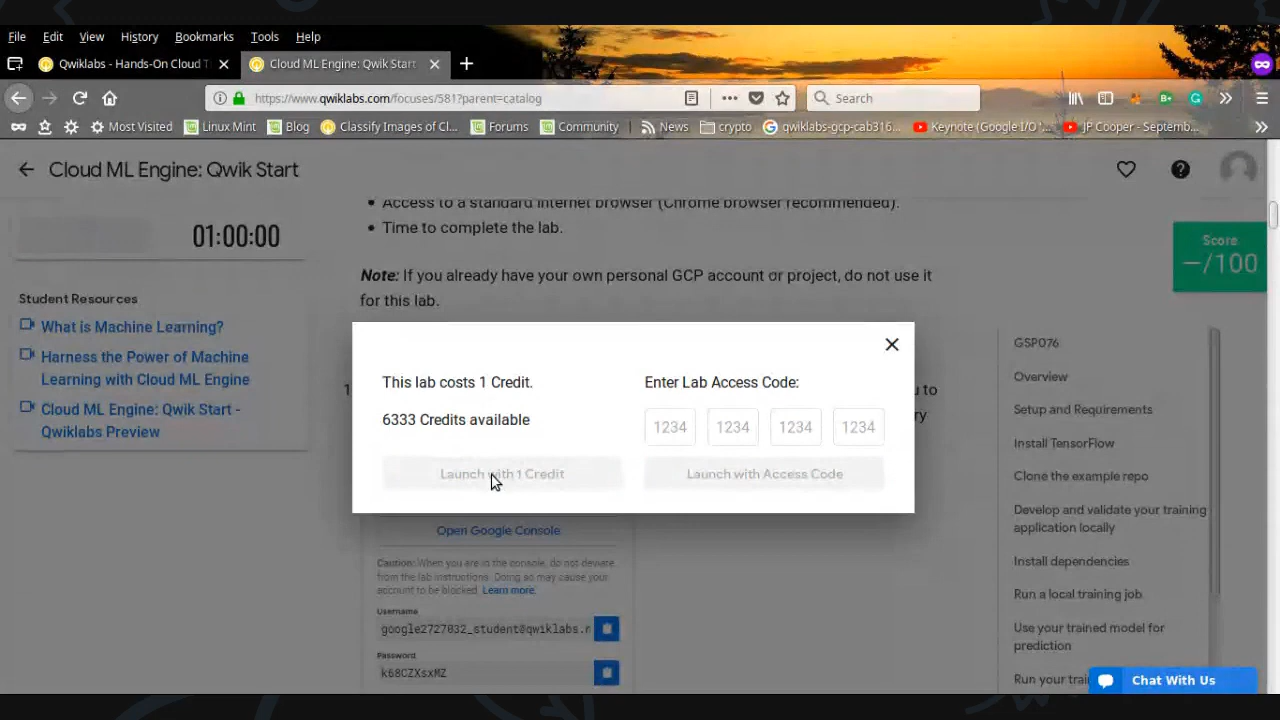 File Edit View History Bookmarks Tools Help
Qwiklabs - Hands-On Cloud T
Cloud ML Engine: Qwik Start
https://www.qwiklabs.com/focuses/581?parent=catalog
Search
Most Visited
Linux Mint
Blog
Classify Images of Cl...
Forums
Community
News
crypto
qwiklabs-gcp-cab316...
Keynote (Google I/O '...
JP Cooper - Septemb...
Cloud ML Engine: Qwik Start
01:00:00
Student Resources
What is Machine Learning?
Harness the Power of Machine
Learning with Cloud ML Engine
Cloud ML Engine: Qwik Start -
Qwiklabs Preview
Access to a standard internet browser (Chrome browser recommended).
Time to complete the lab.
Note: If you already have your own personal GCP account or project, do not use it
for this lab.
This lab costs 1 Credit.
6333 Credits available
Launch with 1 Credit
Enter Lab Access Code:
1234 1234 1234 1234
Launch with Access Code
Open Google Console
Caution: When you are in the console, do not deviate
from the lab instructions. Doing so may cause your
account to be blocked. Learn more.
Username
google2727032_student@qwiklabs.n
Password
k68CZXsxMZ
Score
–/100
GSP076
Overview
Setup and Requirements
Install TensorFlow
Clone the example repo
Develop and validate your training
application locally
Install dependencies
Run a local training job
Use your trained model for
prediction
Run your trai
Chat With Us